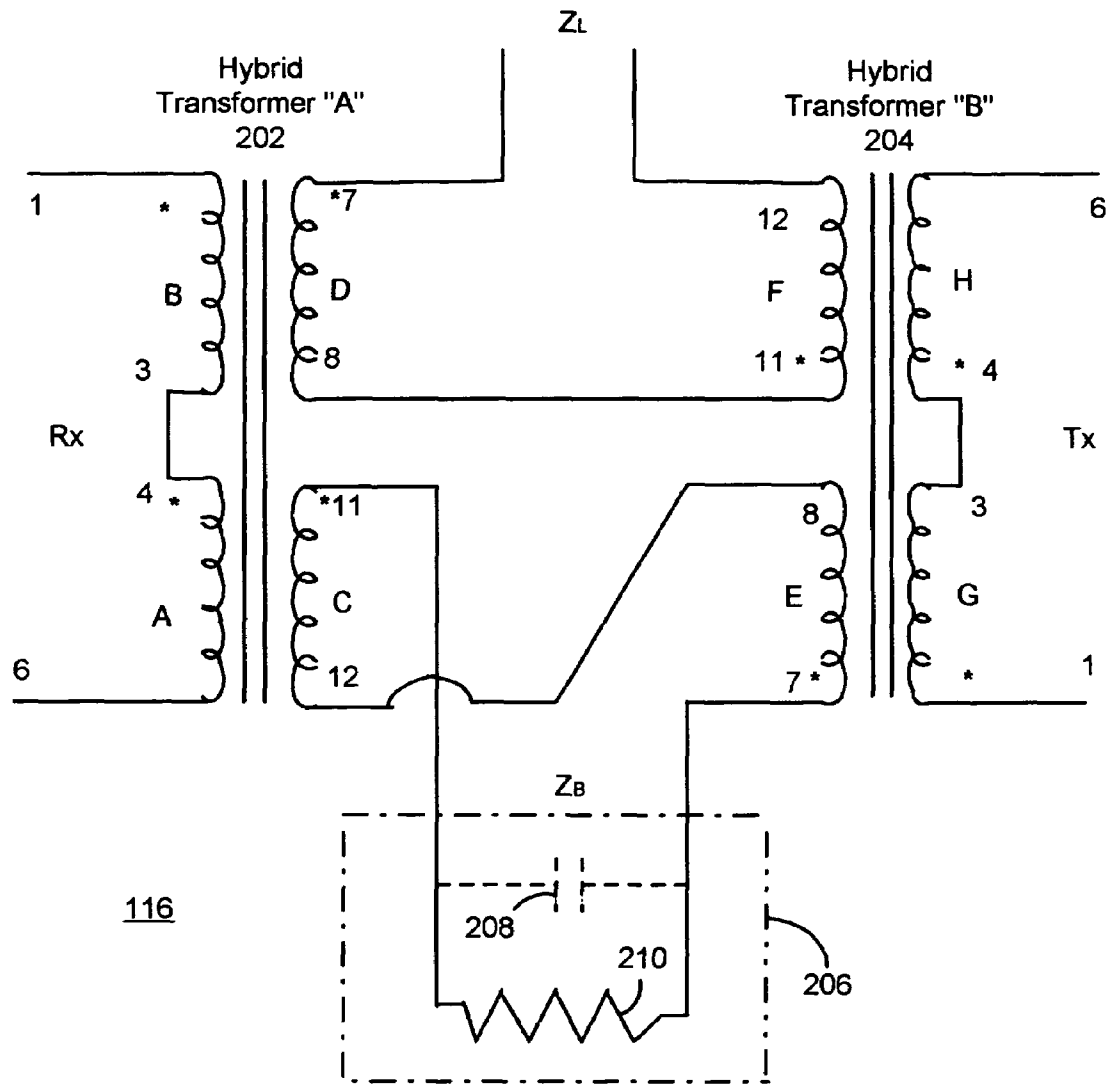 ZL
Hybrid
Transformer "A"
202
Hybrid
Transformer "B"
204
1
*
*7
12
6
B
D
F
H
3
8
11 *
* 4
Rx
Tx
4 *
*11
8
3
A
C
E
G
6
12
7 *
*
1
ZB
116
208
210
206